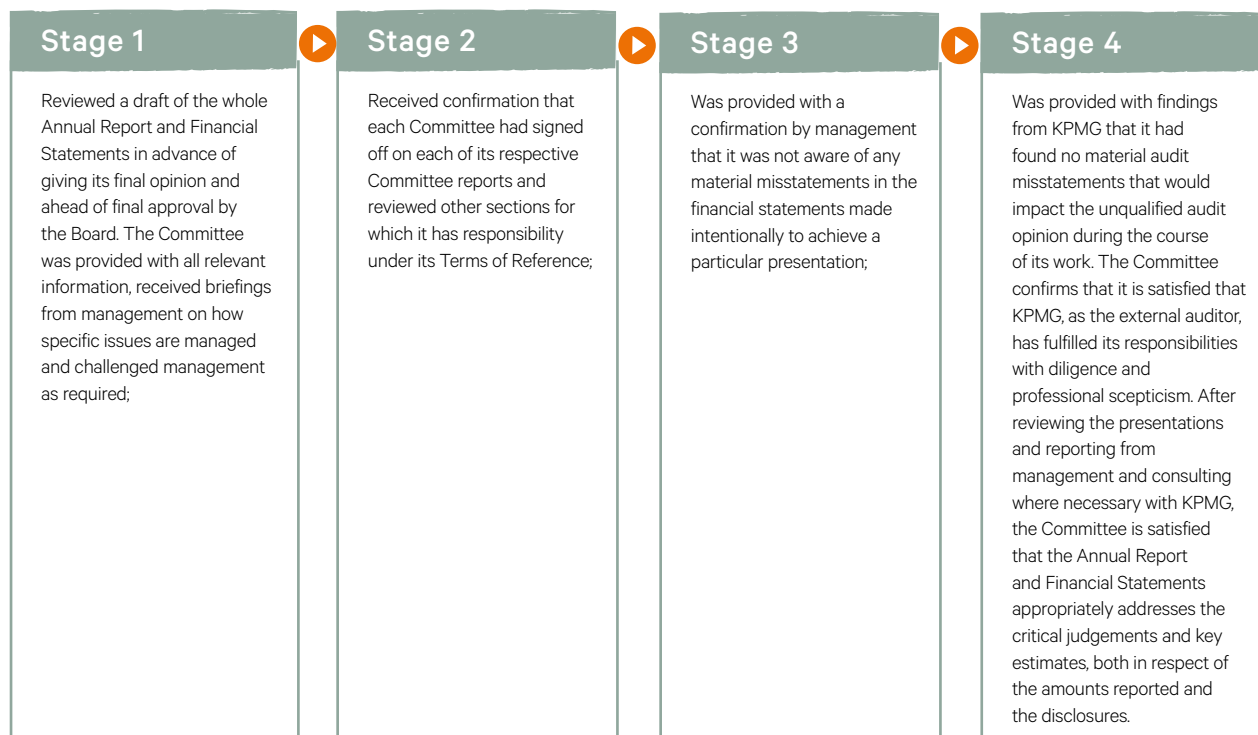 Stage 1
Reviewed a draft of the whole
Annual Report and Financial
Statements in advance of
giving its final opinion and
ahead of final approval by
the Board. The Committee
was provided with all relevant
information, received briefings
from management on how
specific issues are managed
and challenged management
as required;
Stage 2
Received confirmation that
each Committee had signed
off on each of its respective
Committee reports and
reviewed other sections for
which it has responsibility
under its Terms of Reference;
Stage 3
Was provided with a
confirmation by management
that it was not aware of any
material misstatements in the
financial statements made
intentionally to achieve a
particular presentation;
Stage 4
Was provided with findings
from KPMG that it had
found no material audit
misstatements that would
impact the unqualified audit
opinion during the course
of its work. The Committee
confirms that it is satisfied that
KPMG, as the external auditor,
has fulfilled its responsibilities
with diligence and
professional scepticism. After
reviewing the presentations
and reporting from
management and consulting
where necessary with KPMG,
the Committee is satisfied
that the Annual Report
and Financial Statements
appropriately addresses the
critical judgements and key
estimates, both in respect of
the amounts reported and
the disclosures.